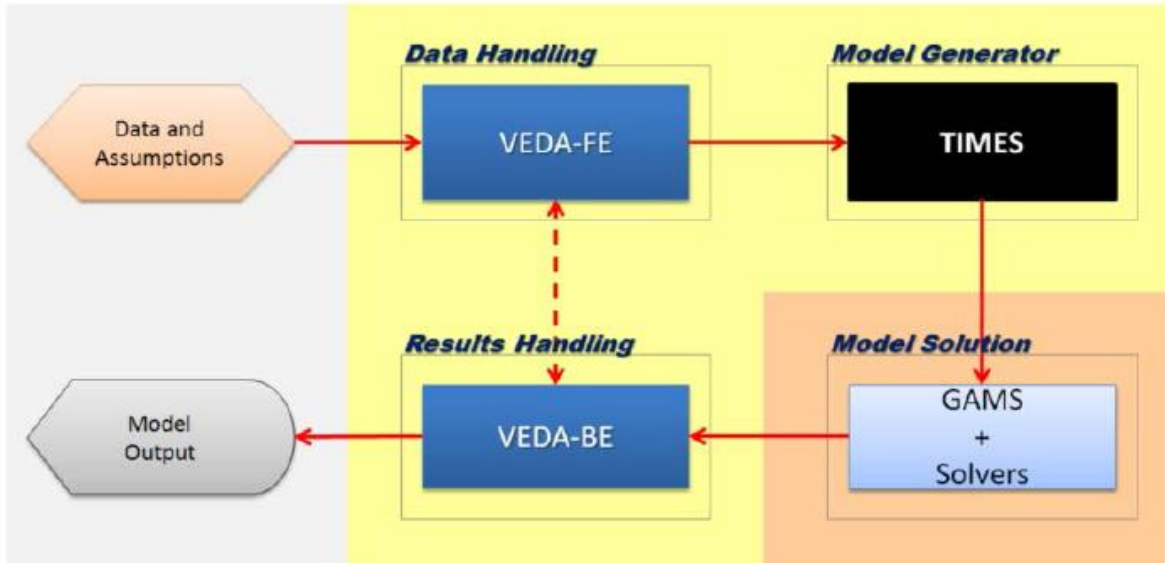 Data Handling
Model Generator
Data and
Assumptions
VEDA-FE
TIMES
Results Handling
Model Solution
Model
Output
VEDA-BE
GAMS
+
Solvers